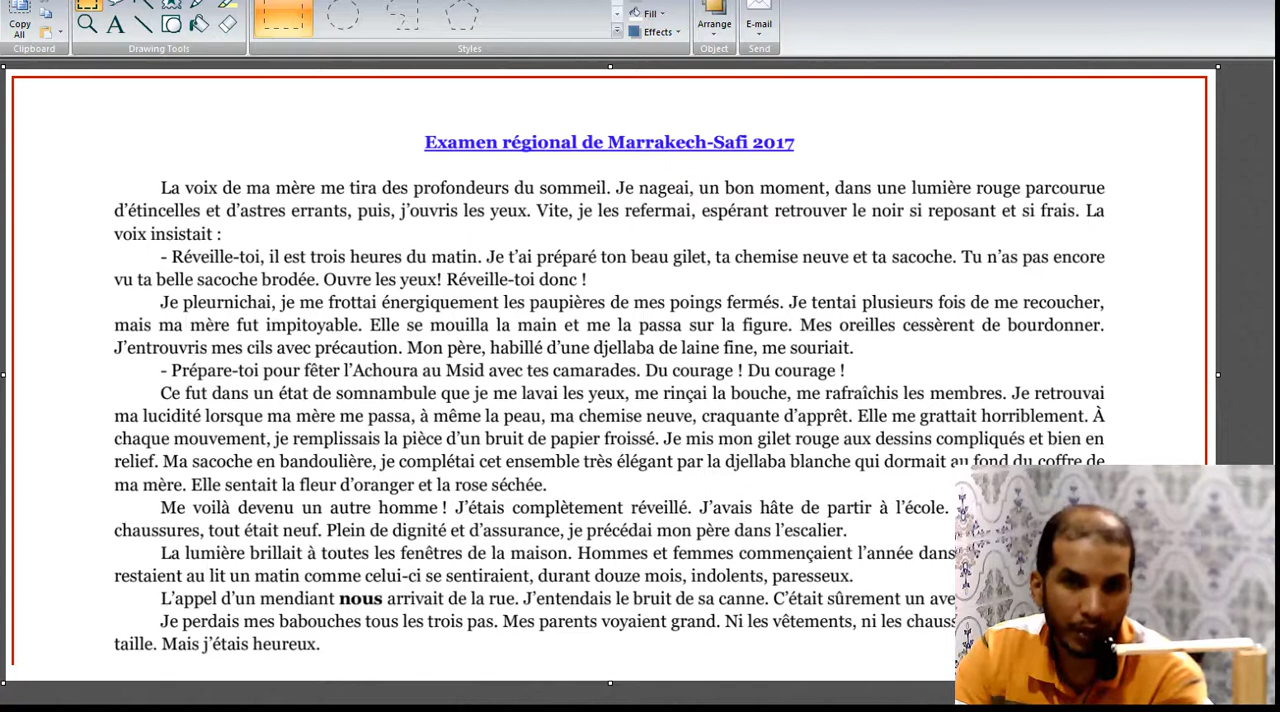 Copy
All
Fill
Effects
Arrange
E-mail
Clipboard
Drawing Tools
Styles
Object
Send
Examen régional de Marrakech-Safi 2017
La voix de ma mère me tira des profondeurs du sommeil. Je nageai, un bon moment, dans une lumière rouge parcourue
d’étincelles et d’astres errants, puis, j’ouvris les yeux. Vite, je les refermai, espérant retrouver le noir si reposant et si frais. La
voix insistait :
- Réveille-toi, il est trois heures du matin. Je t’ai préparé ton beau gilet, ta chemise neuve et ta sacoche. Tu n’as pas encore
vu ta belle sacoche brodée. Ouvre les yeux! Réveille-toi donc !
Je pleurnichai, je me frottai énergiquement les paupières de mes poings fermés. Je tentai plusieurs fois de me recoucher,
mais ma mère fut impitoyable. Elle se mouilla la main et me la passa sur la figure. Mes oreilles cessèrent de bourdonner.
J’entrouvris mes cils avec précaution. Mon père, habillé d’une djellaba de laine fine, me souriait.
- Prépare-toi pour fêter l’Achoura au Msid avec tes camarades. Du courage ! Du courage !
Ce fut dans un état de somnambule que je me lavai les yeux, me rinçai la bouche, me rafraîchis les membres. Je retrouvai
ma lucidité lorsque ma mère me passa, à même la peau, ma chemise neuve, craquante d’apprêt. Elle me grattait horriblement. À
chaque mouvement, je remplissais la pièce d’un bruit de papier froissé. Je mis mon gilet rouge aux dessins compliqués et bien en
relief. Ma sacoche en bandoulière, je complétai cet ensemble très élégant par la djellaba blanche qui dormait au fond du coffre de
ma mère. Elle sentait la fleur d’oranger et la rose séchée.
Me voilà devenu un autre homme ! J’étais complètement réveillé. J’avais hâte de partir à l’école.
chaussures, tout était neuf. Plein de dignité et d’assurance, je précédai mon père dans l’escalier.
La lumière brillait à toutes les fenêtres de la maison. Hommes et femmes commençaient l’année dans
restaient au lit un matin comme celui-ci se sentiraient, durant douze mois, indolents, paresseux.
L’appel d’un mendiant nous arrivait de la rue. J’entendais le bruit de sa canne. C’était sûrement un
Je perdais mes babouches tous les trois pas. Mes parents voyaient grand. Ni les vêtements, ni les
taille. Mais j’étais heureux.